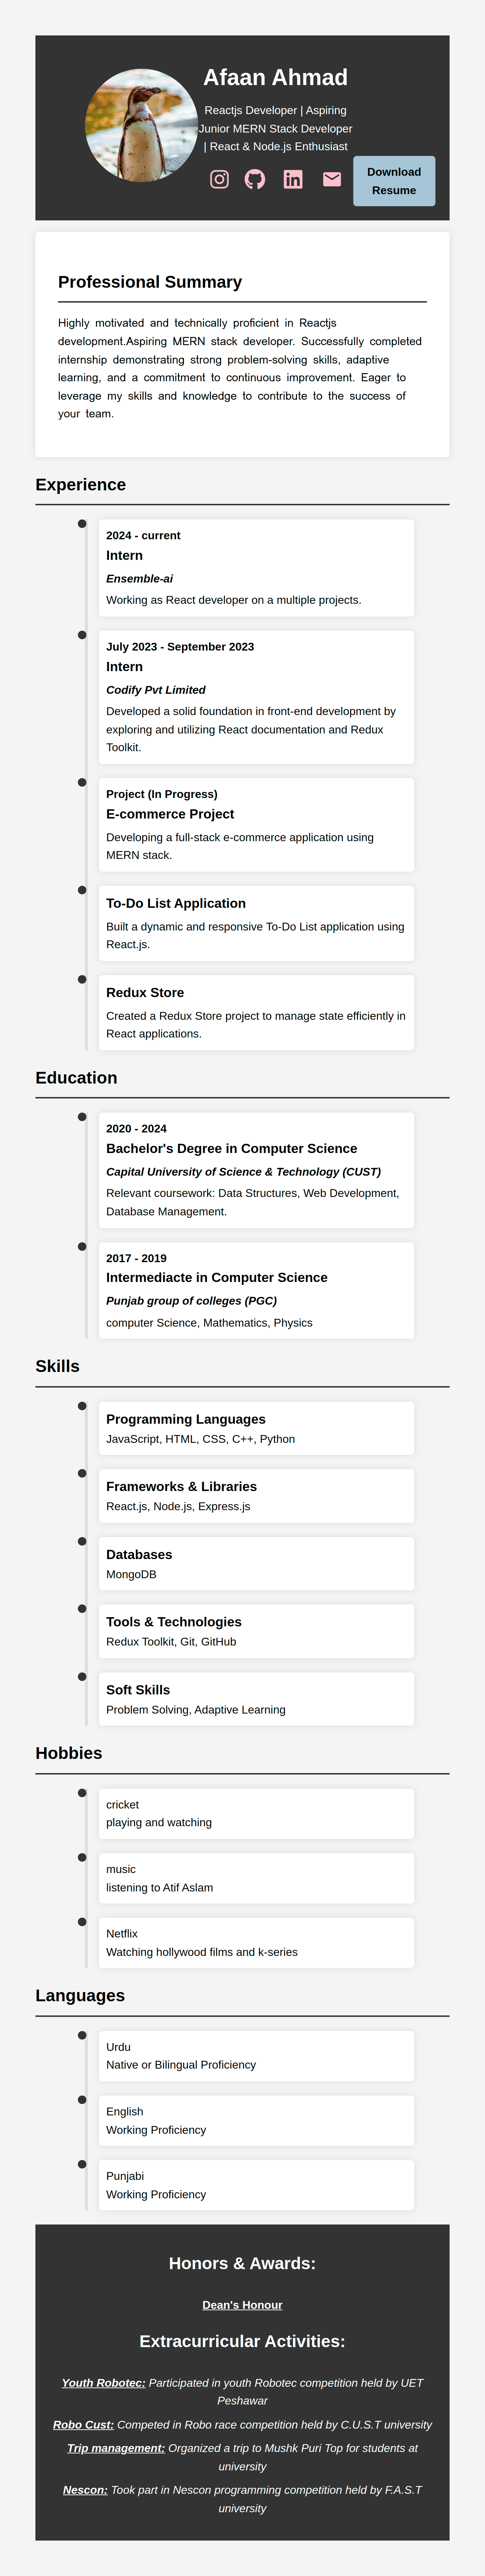 Afaan Ahmad
Reactjs Developer | Aspiring
Junior MERN Stack Developer
| React & Node.js Enthusiast
Download
Resume
Professional Summary
Highly motivated and technically proficient in Reactjs
development.Aspiring MERN stack developer. Successfully completed
internship demonstrating strong problem-solving skills, adaptive
learning, and a commitment to continuous improvement. Eager to
leverage my skills and knowledge to contribute to the success of
your team.
Experience
2024 - current
Intern
Ensemble-ai
Working as React developer on a multiple projects.
July 2023 - September 2023
Intern
Codify Pvt Limited
Developed a solid foundation in front-end development by
exploring and utilizing React documentation and Redux
Toolkit.
Project (In Progress)
E-commerce Project
Developing a full-stack e-commerce application using
MERN stack.
To-Do List Application
Built a dynamic and responsive To-Do List application using
React.js.
Redux Store
Created a Redux Store project to manage state efficiently in
React applications.
Education
2020 - 2024
Bachelor's Degree in Computer Science
Capital University of Science & Technology (CUST)
Relevant coursework: Data Structures, Web Development,
Database Management.
2017 - 2019
Intermediacte in Computer Science
Punjab group of colleges (PGC)
computer Science, Mathematics, Physics
Skills
Programming Languages
JavaScript, HTML, CSS, C++, Python
Frameworks & Libraries
React.js, Node.js, Express.js
Databases
MongoDB
Tools & Technologies
Redux Toolkit, Git, GitHub
Soft Skills
Problem Solving, Adaptive Learning
Hobbies
cricket
playing and watching
music
listening to Atif Aslam
Netflix
Watching hollywood films and k-series
Languages
Urdu
Native or Bilingual Proficiency
English
Working Proficiency
Punjabi
Working Proficiency
Honors & Awards:
Dean's Honour
Extracurricular Activities:
Youth Robotec: Participated in youth Robotec competition held by UET
Peshawar
Robo Cust: Competed in Robo race competition held by C.U.S.T university
Trip management: Organized a trip to Mushk Puri Top for students at
university
Nescon: Took part in Nescon programming competition held by F.A.S.T
university